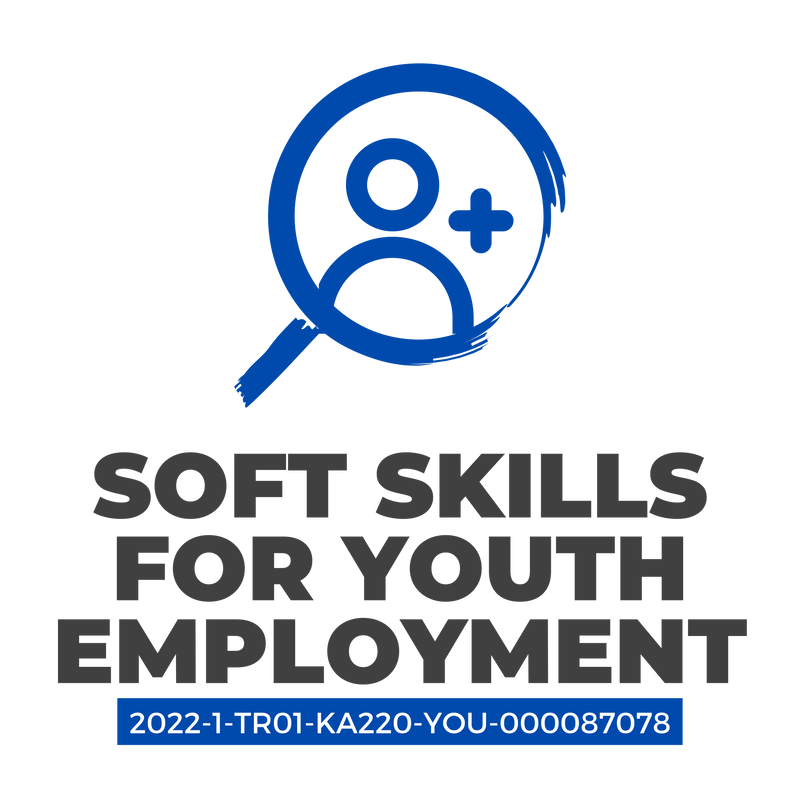 SOFT SKILLS
FOR YOUTH
EMPLOYMENT
2022-1-TR01-KA220-YOU-000087078